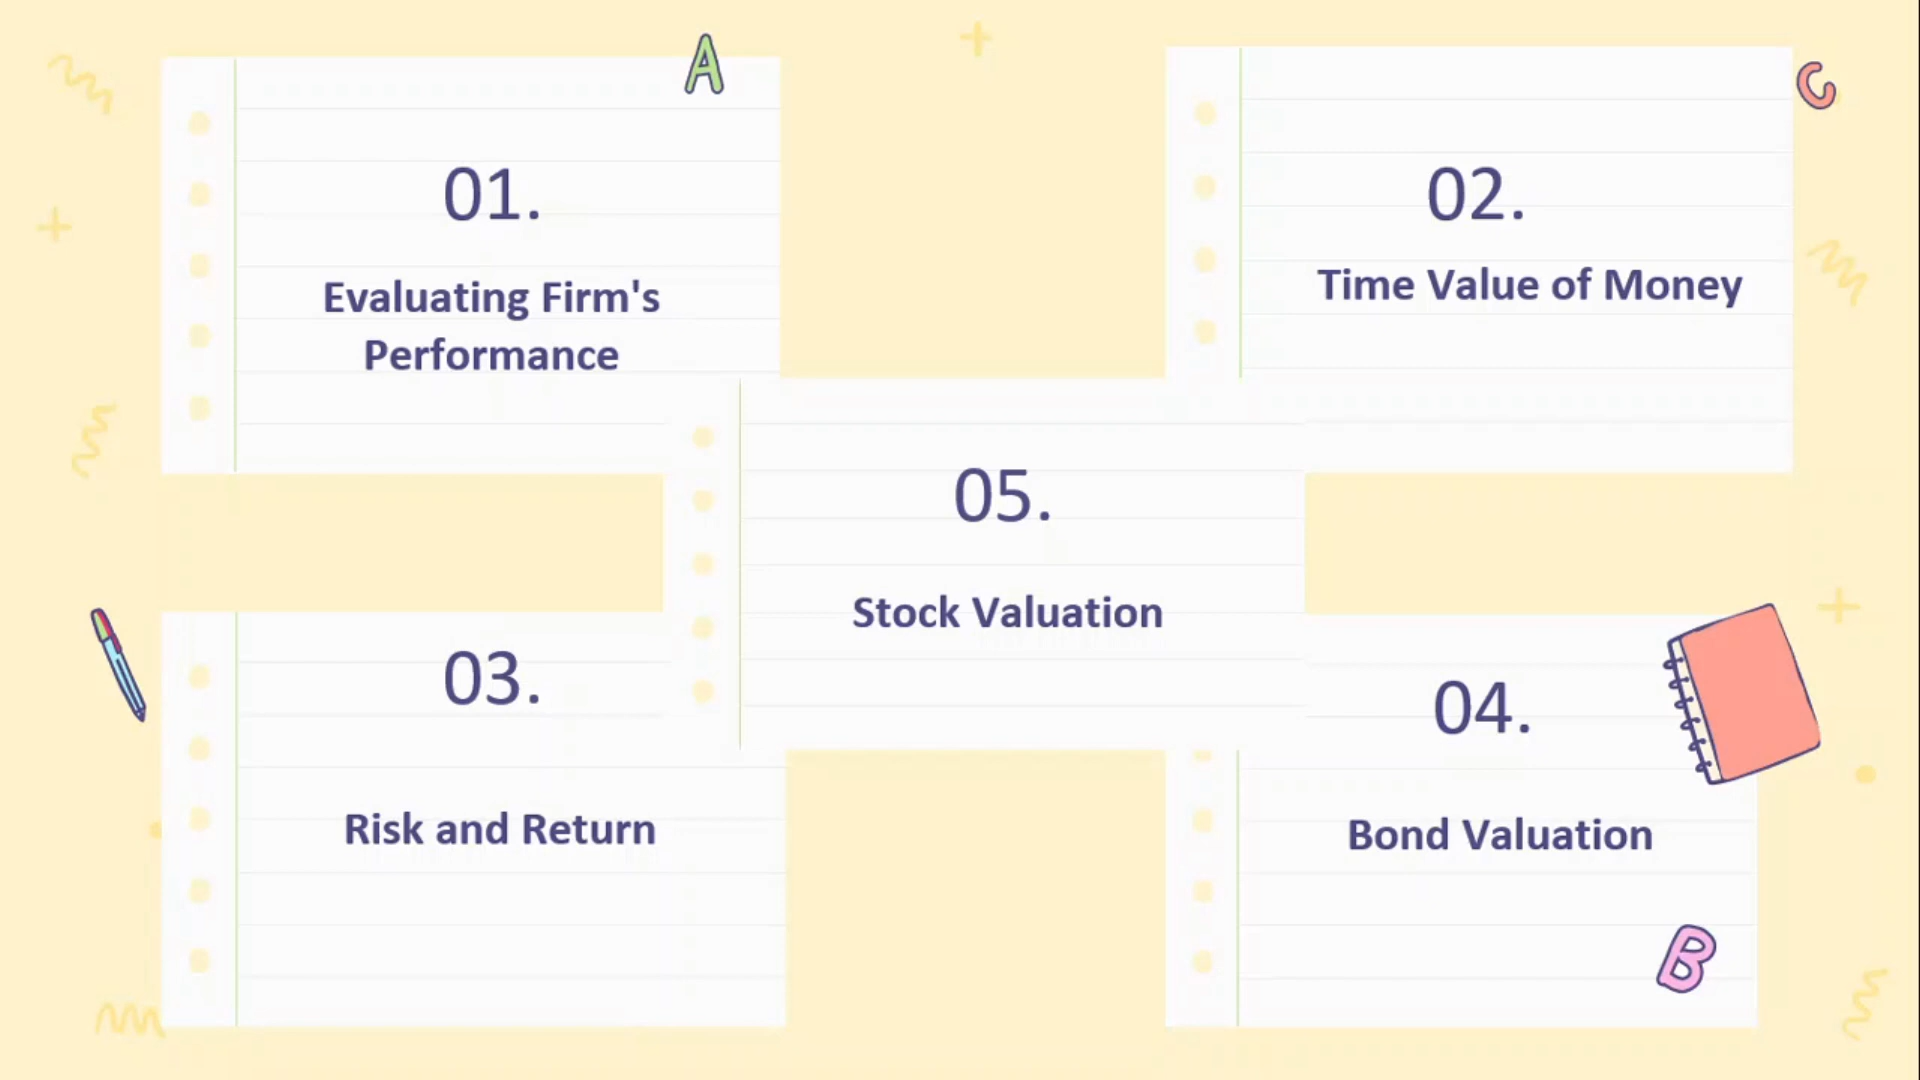 A
C
01.
Evaluating Firm's
Performance
02.
Time Value of Money
05.
Stock Valuation
03.
Risk and Return
04.
Bond Valuation
B